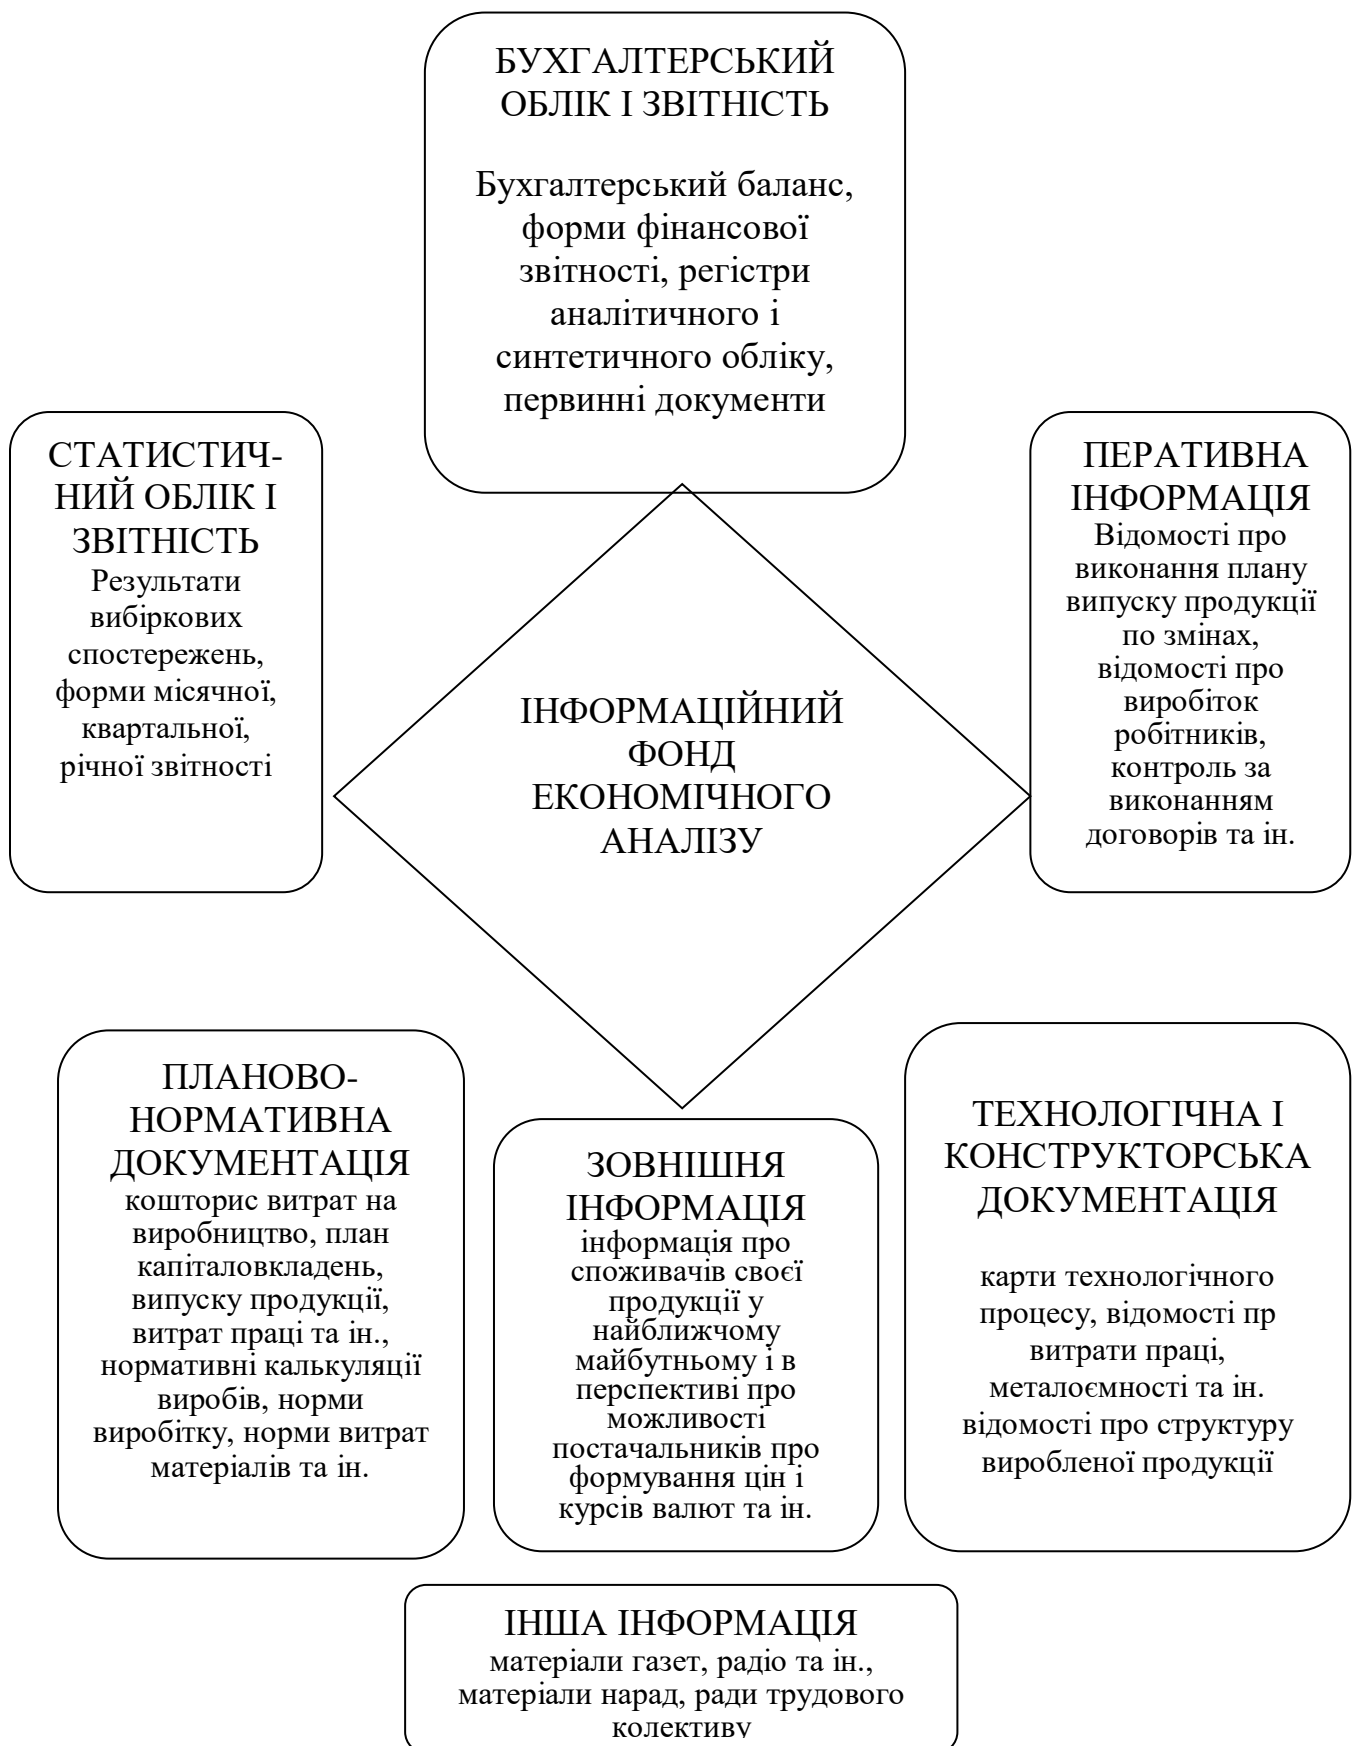 БУХГАЛТЕРСЬКИЙ
ОБЛІК І ЗВІТНІСТЬ
Бухгалтерський баланс,
форми фінансової
звітності, регістри
аналітичного і
синтетичного обліку,
первинні документи
СТАТИСТИЧ-
НИЙ ОБЛІК І
ЗВІТНІСТЬ
Результати
вибіркових
спостережень,
форми місячної,
квартальної,
річної звітності
ІНФОРМАЦІЙНИЙ
ФОНД
ЕКОНОМІЧНОГО
АНАЛІЗУ
ПЕРАТИВНА
ІНФОРМАЦІЯ
Відомості про
виконання плану
випуску продукції
по змінах,
відомості про
виробіток
робітників,
контроль за
виконанням
договорів та ін.
ПЛАНОВО-
НОРМАТИВНА
ДОКУМЕНТАЦІЯ
кошторис витрат на
виробництво, план
капіталовкладень,
випуску продукції,
витрат праці та ін.,
нормативні калькуляції
виробів, норми
виробітку, норми витрат
матеріалів та ін.
ЗОВНІШНЯ
ІНФОРМАЦІЯ
інформація про
споживачів своєї
продукції у
найближчому
майбутньому і в
перспективі про
можливості
постачальників про
формування цін і
курсів валют та ін.
ТЕХНОЛОГІЧНА І
КОНСТРУКТОРСЬКА
ДОКУМЕНТАЦІЯ
карти технологічного
процесу, відомості пр
витрати праці,
металоємності та ін.
відомості про структуру
виробленої продукції
ІНША ІНФОРМАЦІЯ
матеріали газет, радіо та ін.,
матеріали нарад, ради трудового
колективу